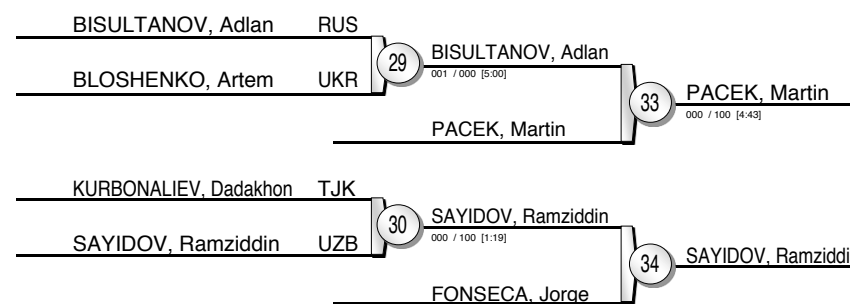 BISULTANOV, Adlan RUS
29
BISULTANOV, Adlan
001 / 000 [5:00]
BLOSHENKO, Artem UKR
33
PACEK, Martin
000 / 100 [4:43]
PACEK, Martin
KURBONALIEV, Dadakhon TJK
30
SAYIDOV, Ramziddin
000 / 100 [1:19]
SAYIDOV, Ramziddin UZB
34
SAYIDOV, Ramziddi
FONSECA, Jorge